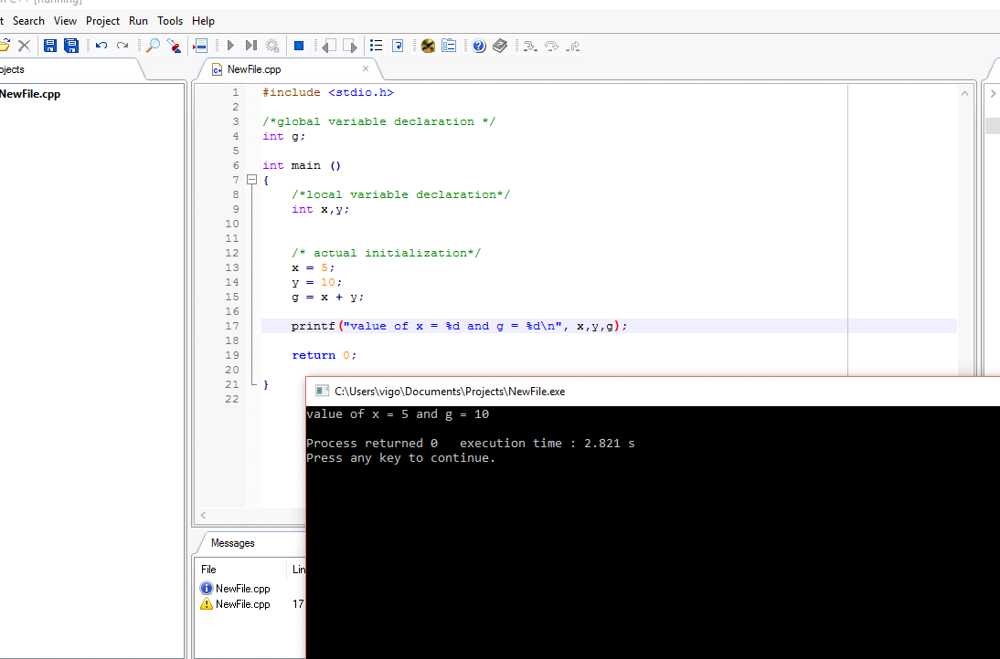 [Running]
Search View Project Run Tools Help
ojects
NewFile.cpp
NewFile.cpp
1 #include <stdio.h>
2
3 /*global variable declaration */
4 int g;
5
6 int main ()
7 {
8 /*local variable declaration*/
9 int x,y;
10
11
12 /* actual initialization*/
13 x = 5;
14 y = 10;
15 g = x + y;
16
17 printf("value of x = %d and g = %d\n", x,y,g);
18
19 return 0;
20
21 }
22
C:\Users\vigo\Documents\Projects\NewFile.exe
value of x = 5 and g = 10
Process returned 0 execution time : 2.821 s
Press any key to continue.
Messages
File Lin
NewFile.cpp
NewFile.cpp 17